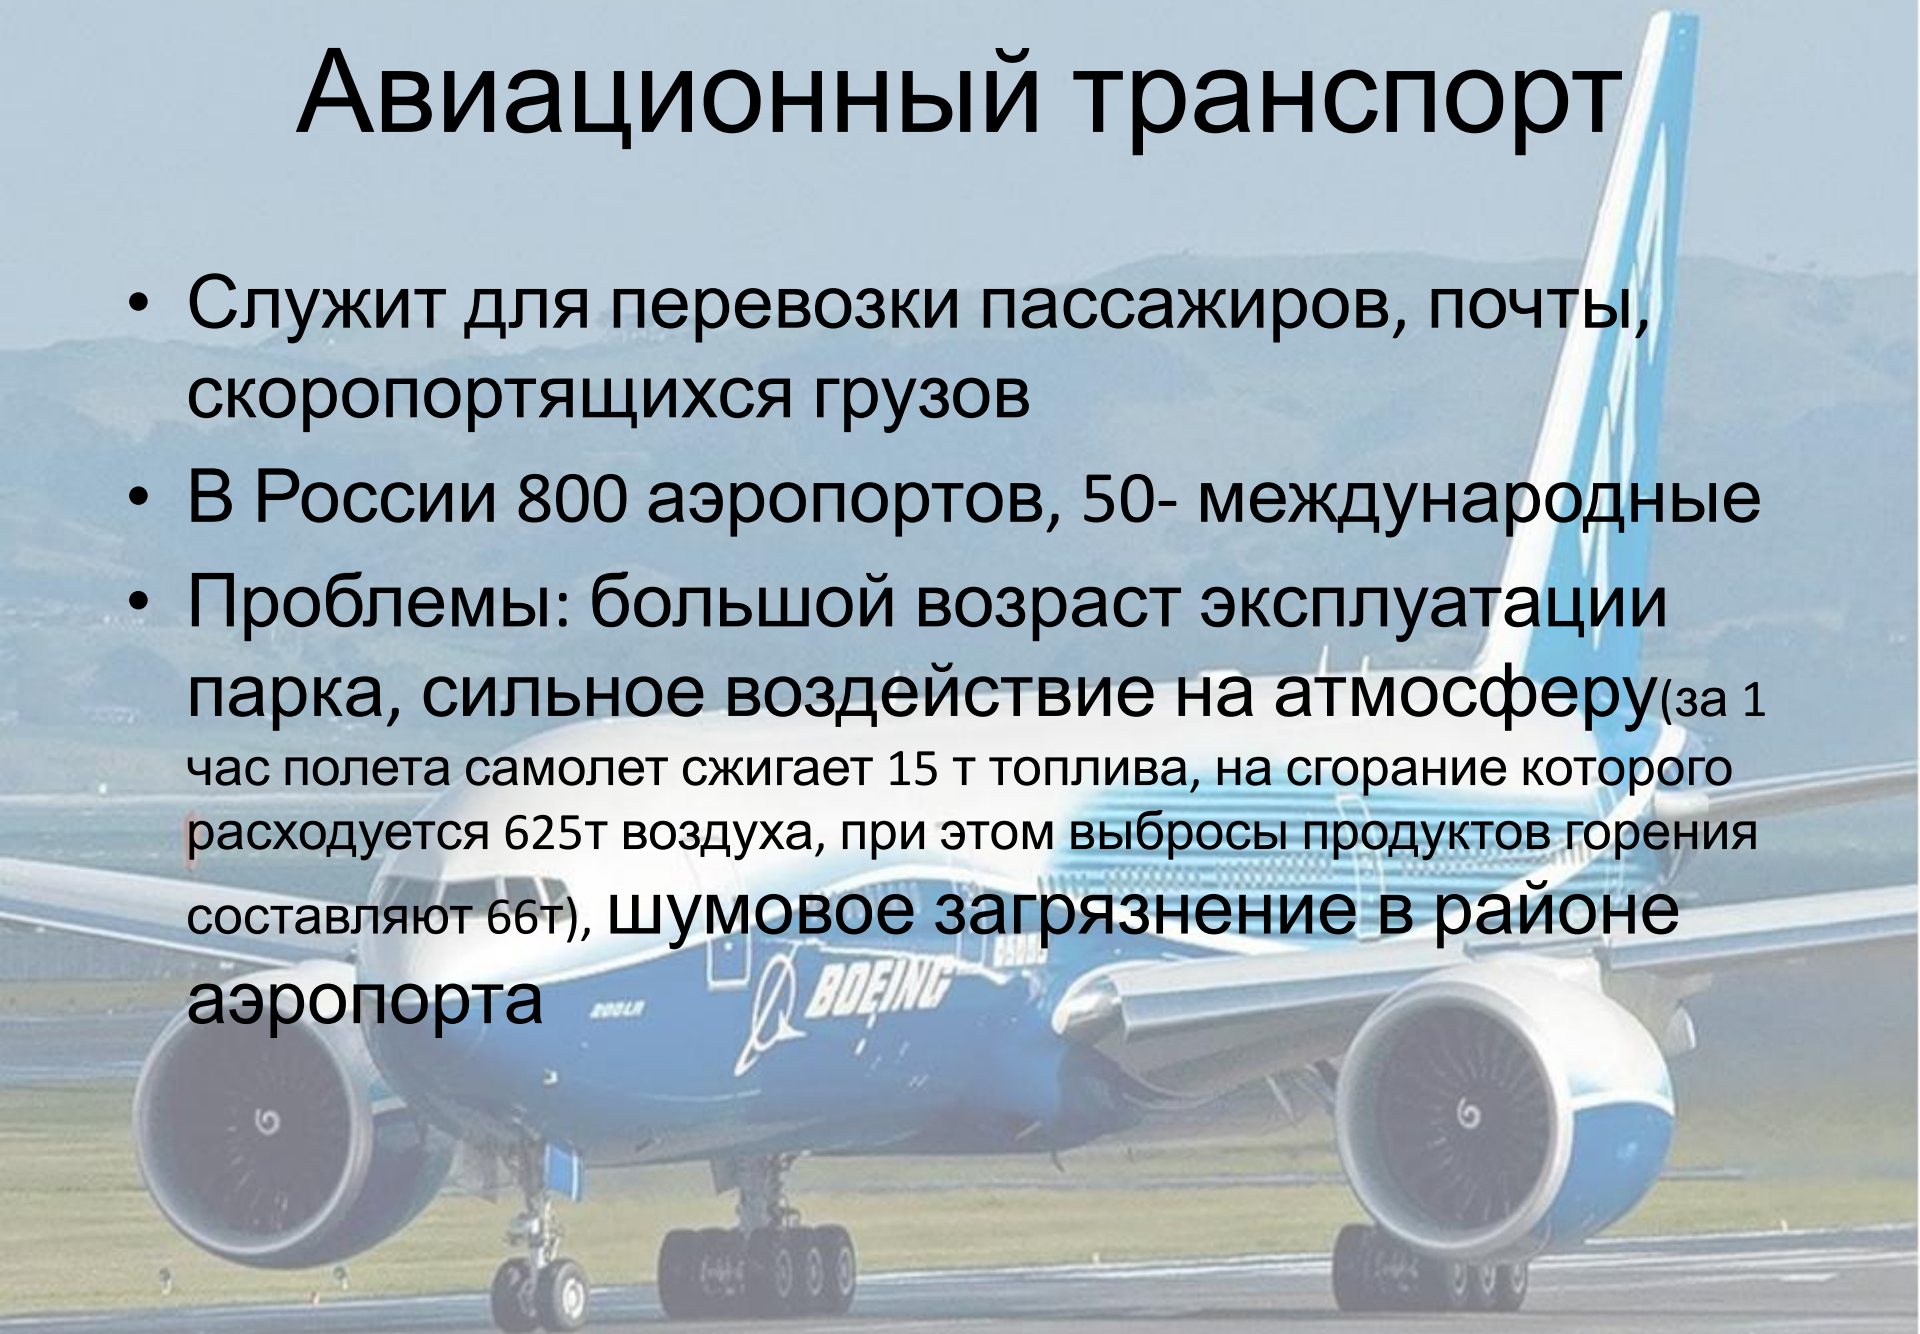 Авиационный транспорт
• Служит для перевозки пассажиров, почты,
скоропортящихся грузов
• В России 800 аэропортов, 50- международные
• Проблемы: большой возраст эксплуатации
парка, сильное воздействие на атмосферу(за 1
час полета самолет сжигает 15 т топлива, на сгорание которого
расходуется 625т воздуха, при этом выбросы продуктов горения
составляют 66т), шумовое загрязнение в районе
аэропорта
BOEING
200LR